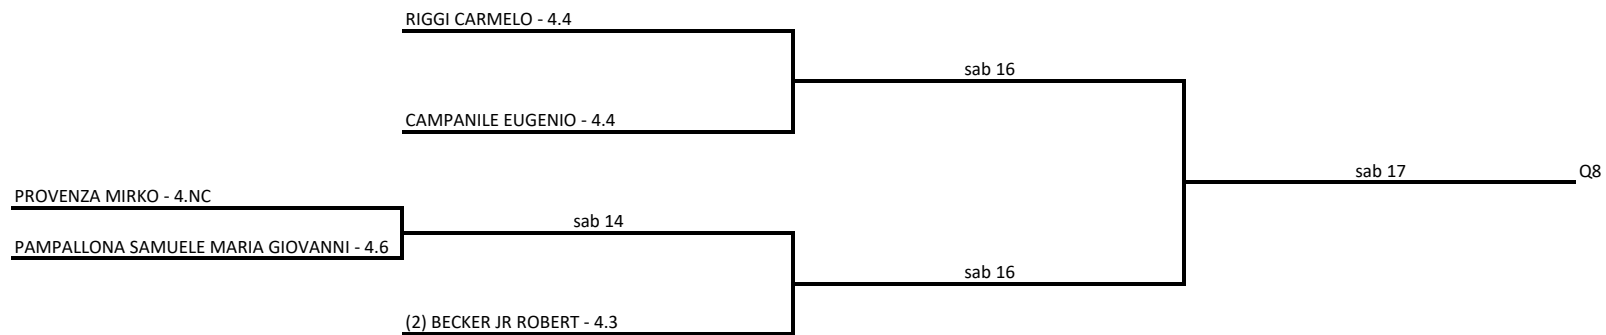 RIGGI CARMELO - 4.4
sab 16
CAMPANILE EUGENIO - 4.4
sab 17
Q8
PROVENZA MIRKO - 4.NC
sab 14
PAMPALLONA SAMUELE MARIA GIOVANNI - 4.6
sab 16
(2) BECKER JR ROBERT - 4.3